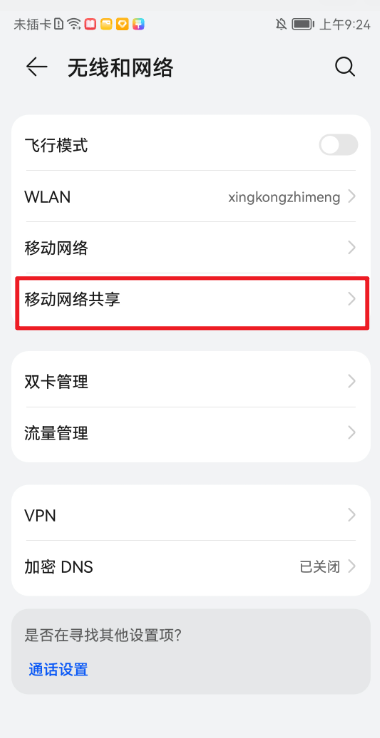 未插卡 上午9:24
无线和网络
飞行模式
WLAN xingkongzhimeng
移动网络
移动网络共享
双卡管理
流量管理
VPN
加密 DNS 已关闭
是否在寻找其他设置项?
通话设置